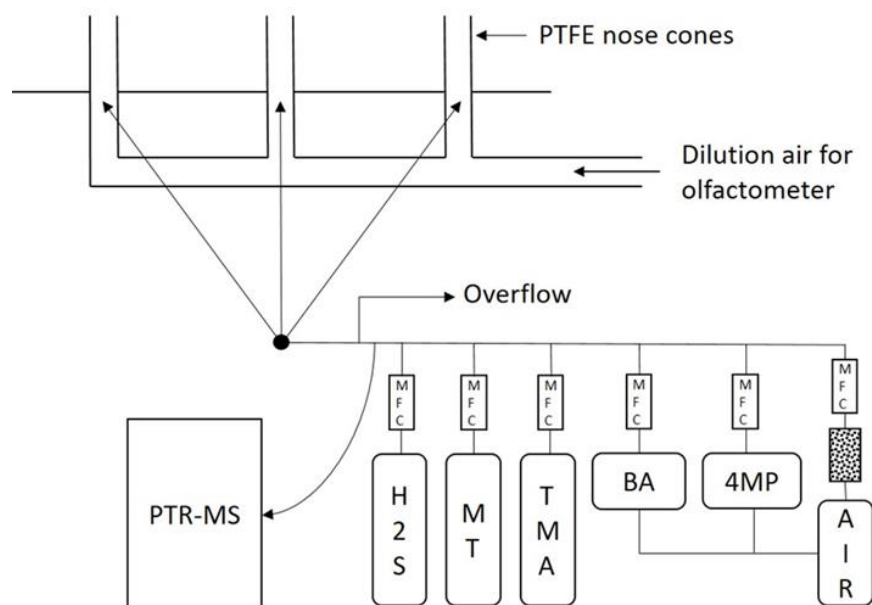 PTFE nose cones
Dilution air for
olfactometer
Overflow
M
F
C
M
F
C
M
F
C
M
F
C
M
F
C
M
F
C
PTR-MS
H
2
S
M
T
T
M
A
BA
4MP
A
I
R